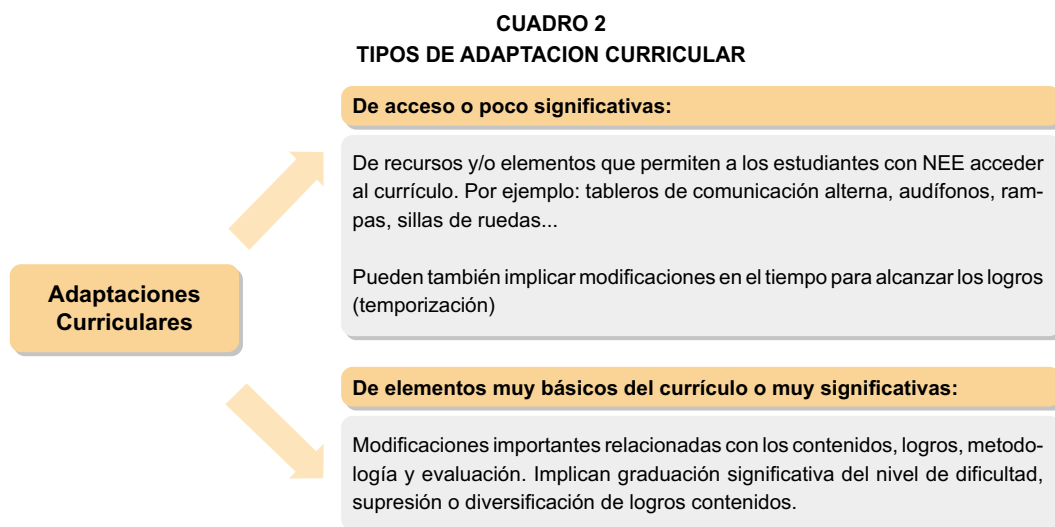 CUADRO 2
TIPOS DE ADAPTACION CURRICULAR
De acceso o poco significativas:
De recursos y/o elementos que permiten a los estudiantes con NEE acceder
al currículo. Por ejemplo: tableros de comunicación alterna, audífonos, ram-
pas, sillas de ruedas...
Pueden también implicar modificaciones en el tiempo para alcanzar los logros
(temporización)
Adaptaciones
Curriculares
De elementos muy básicos del currículo o muy significativas:
Modificaciones importantes relacionadas con los contenidos, logros, metodo-
logía y evaluación. Implican graduación significativa del nivel de dificultad,
supresión o diversificación de logros contenidos.